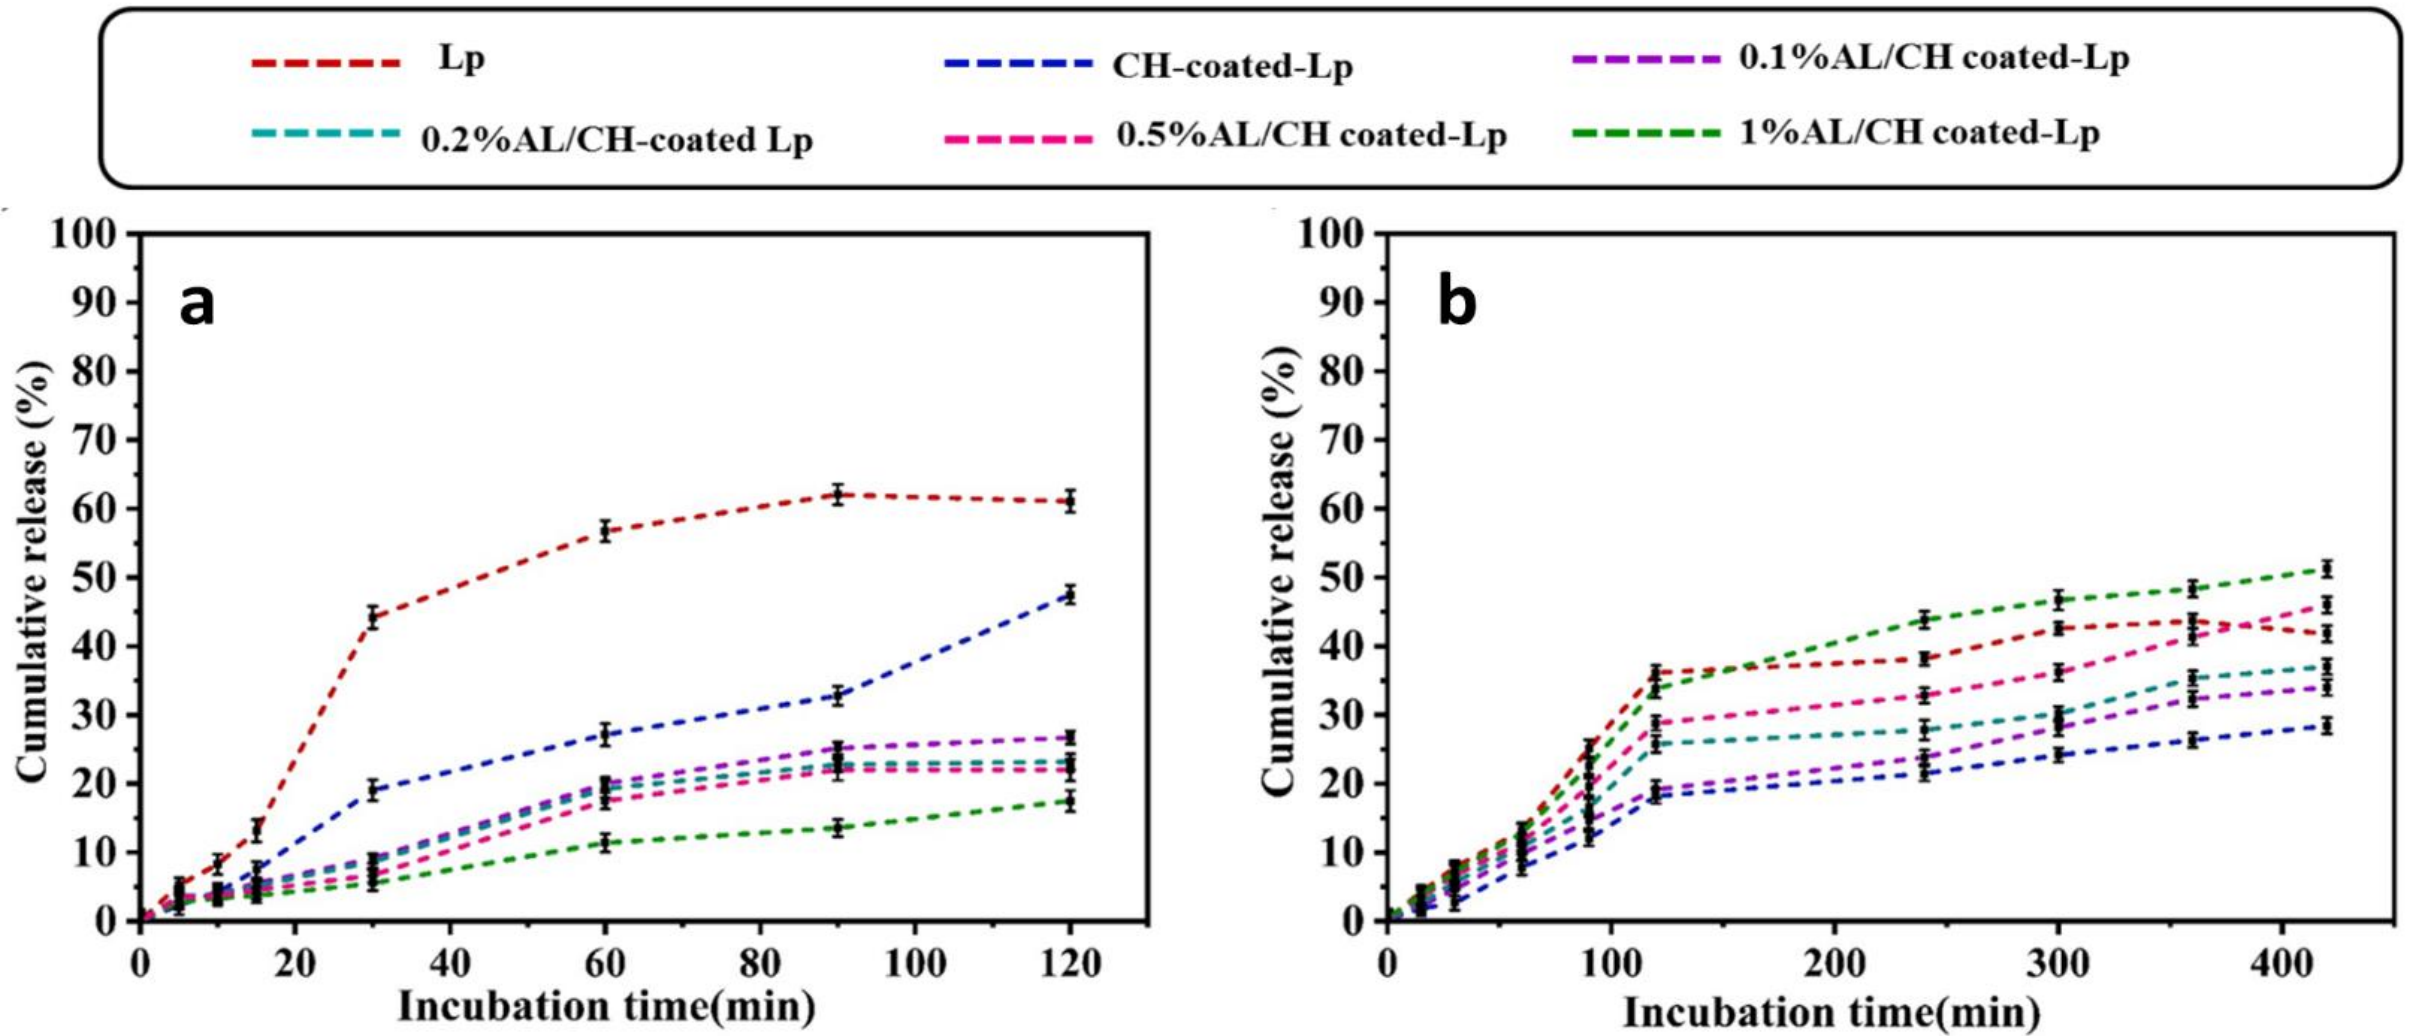 Lp
CH-coated-Lp
0.1%AL/CH coated-Lp
0.2%AL/CH-coated Lp
0.5%AL/CH coated-Lp
1%AL/CH coated-Lp
a
Cumulative release (%)
100
90
80
70
60
50
40
30
20
10
0
0 20 40 60 80 100 120
Incubation time(min)
b
Cumulative release (%)
100
90
80
70
60
50
40
30
20
10
0
0 100 200 300 400
Incubation time(min)